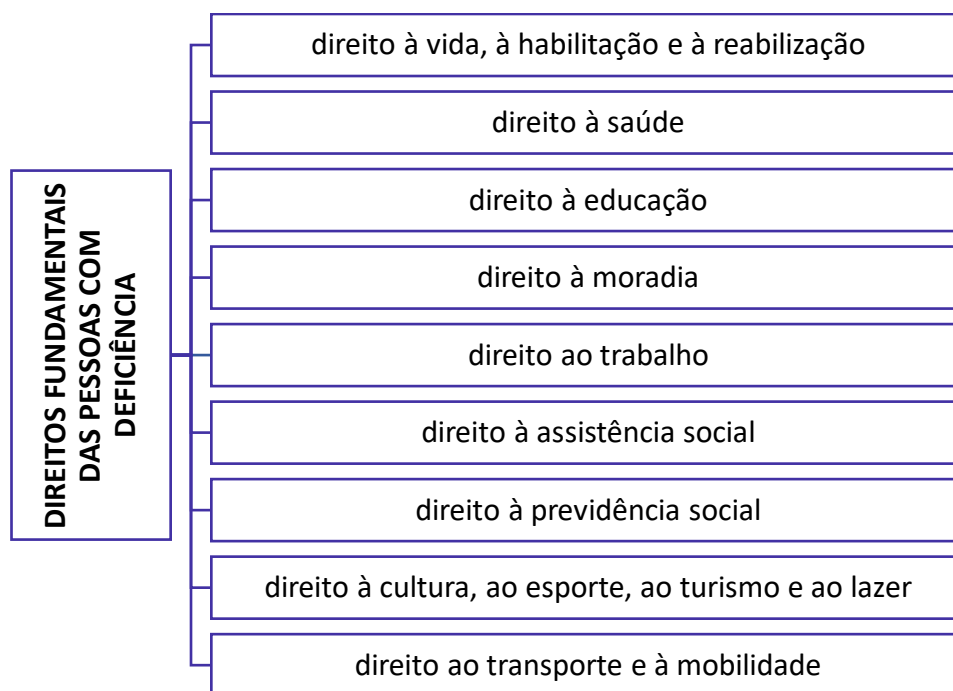 DIREITOS FUNDAMENTAIS
DAS PESSOAS COM
DEFICIÊNCIA
direito à vida, à habilitação e à reabilização
direito à saúde
direito à educação
direito à moradia
direito ao trabalho
direito à assistência social
direito à previdência social
direito à cultura, ao esporte, ao turismo e ao lazer
direito ao transporte e à mobilidade